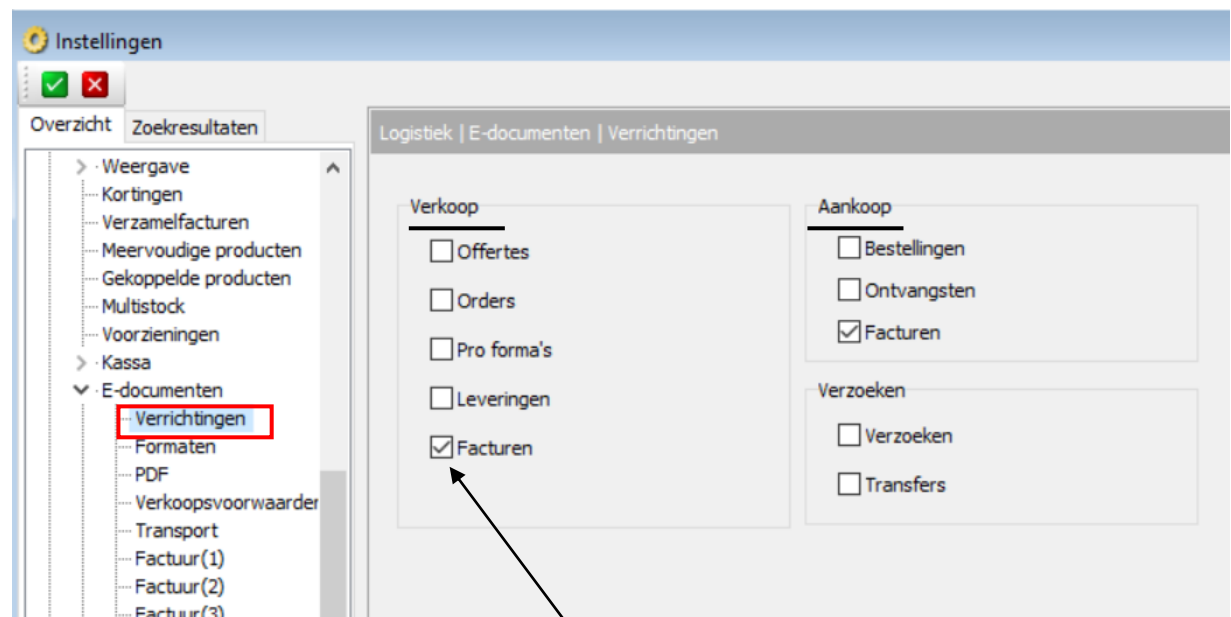 Instellingen
Overzicht Zoekresultaten
Weergave
Kortingen
Verzamelfacturen
Meervoudige producten
Gekoppelde producten
Multistock
Voorzieningen
Kassa
E-documenten
Verrichtingen
Formaten
PDF
Verkoopsvoorwaarden
Transport
Factuur(1)
Factuur(2)
Factuur(3)
Logistiek | E-documenten | Verrichtingen
Verkoop
Offertes
Orders
Pro forma's
Leveringen
Facturen
Aankoop
Bestellingen
Ontvangsten
Facturen
Verzoeken
Verzoeken
Transfers